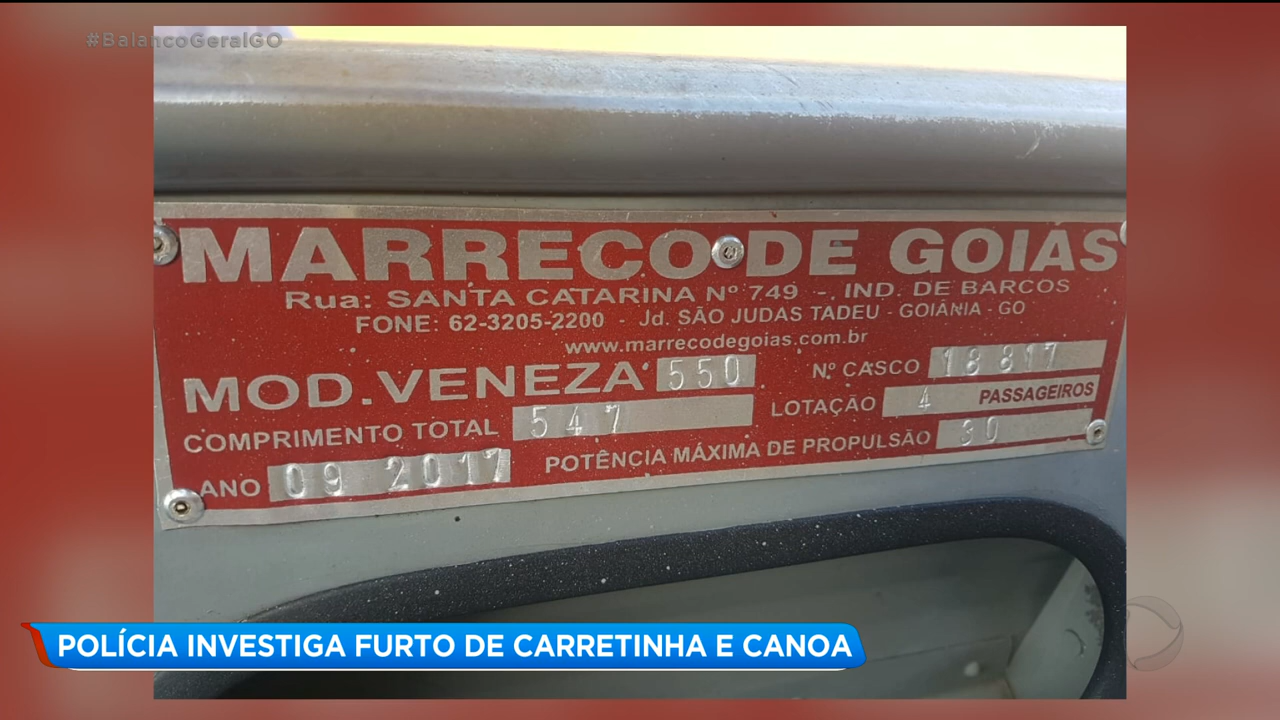 #BalancoGeralGO
MARRECO DE GOIÁS
Rua: SANTA CATARINA Nº 749 - IND. DE BARCOS
FONE: 62-3205-2200 - Jd. SÃO JUDAS TADEU - GOIÂNIA - GO
www.marrecodegoias.com.br
MOD. VENEZA 550 Nº CASCO 18817
COMPRIMENTO TOTAL 547 LOTAÇÃO 4 PASSAGEIROS
ANO 09 2017 POTÊNCIA MÁXIMA DE PROPULSÃO 30
POLÍCIA INVESTIGA FURTO DE CARRETINHA E CANOA